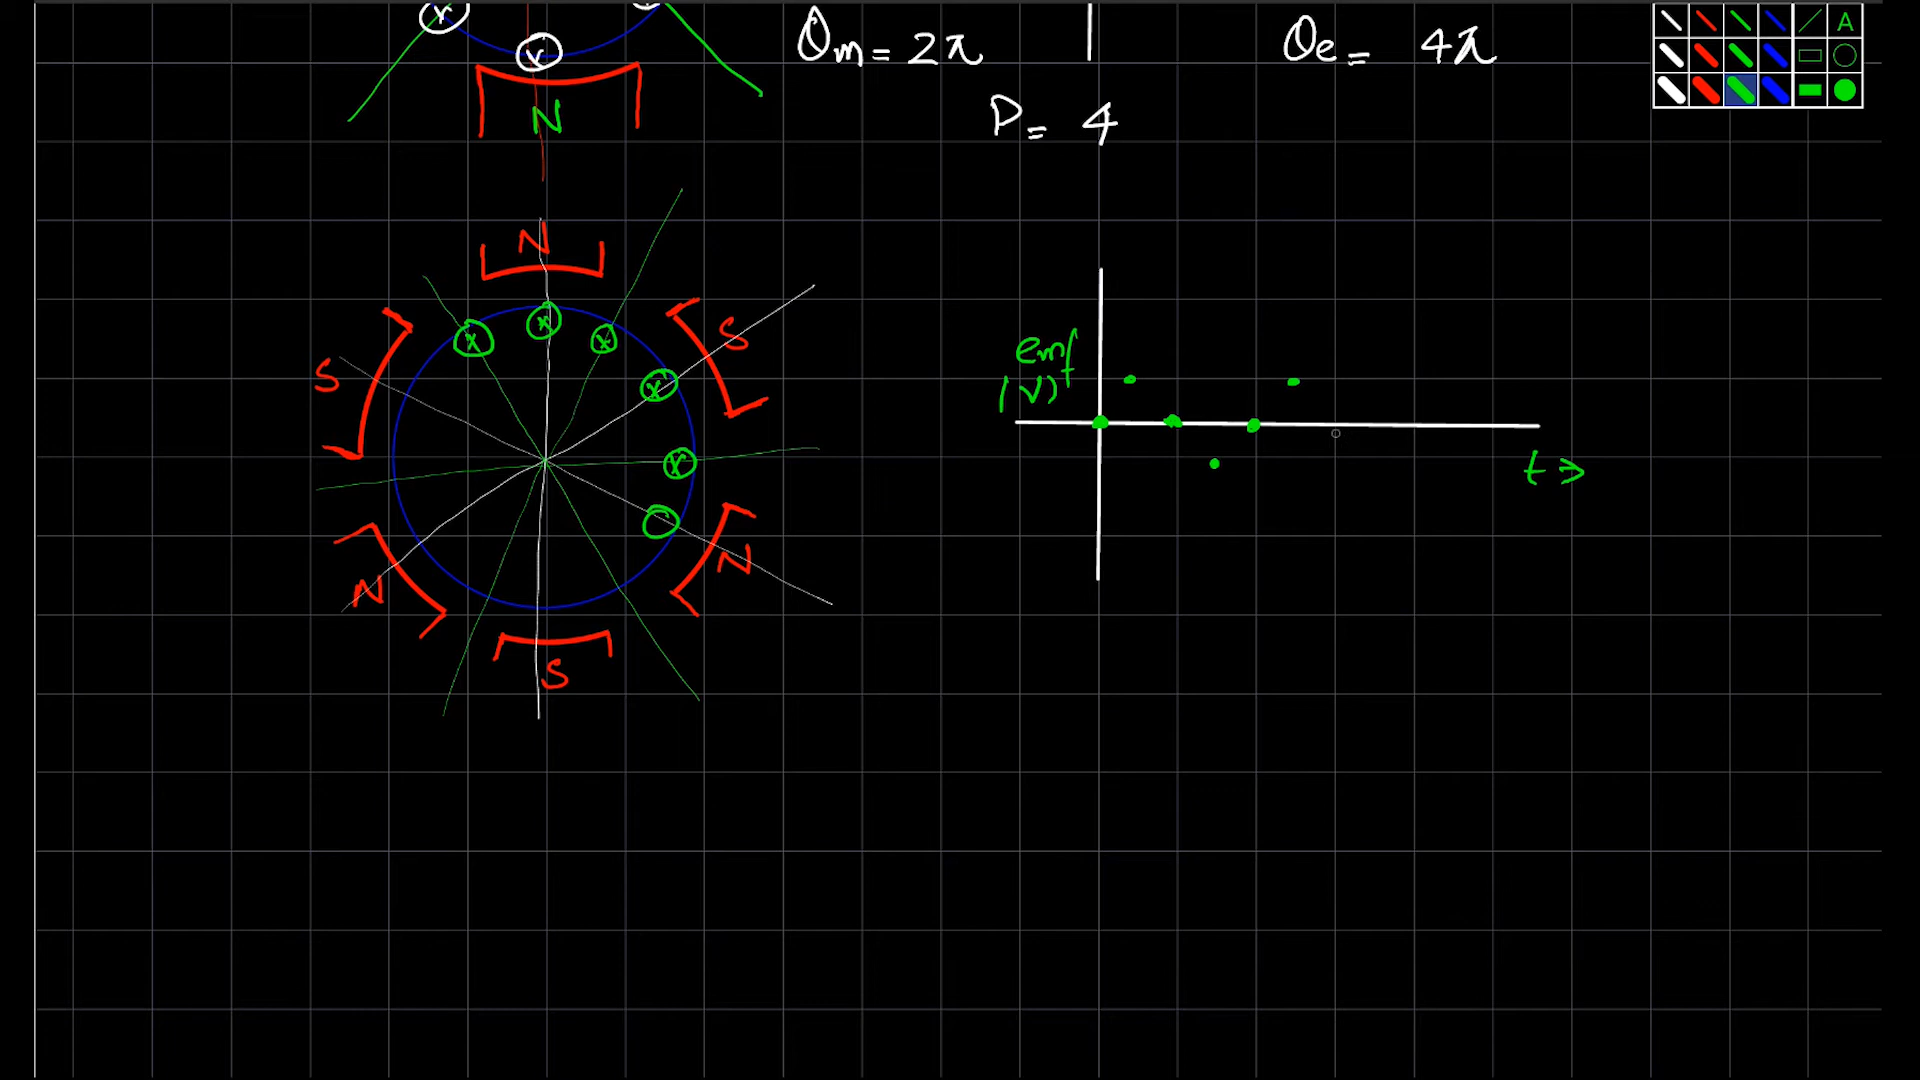 θm = 2π
θe = 4π
P = 4
N
N
S
S
N
N
S
x
x
x
x
x
emf
(V)
t →
A